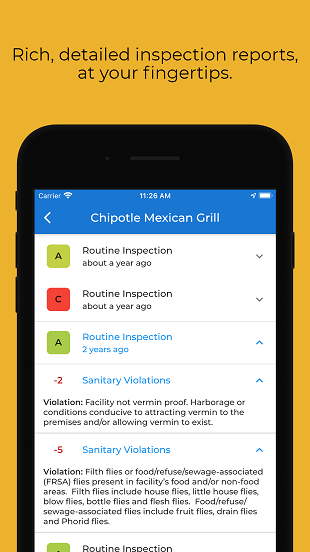 Rich, detailed inspection reports,
at your fingertips.
Carrier 11:26 AM
Chipotle Mexican Grill
A Routine Inspection
about a year ago
C Routine Inspection
about a year ago
A Routine Inspection
2 years ago
-2 Sanitary Violations
Violation: Facility not vermin proof. Harborage or
conditions conducive to attracting vermin to the
premises and/or allowing vermin to exist.
-5 Sanitary Violations
Violation: Filth flies or food/refuse/sewage-associated
(FRSA) flies present in facility's food and/or non-food
areas. Filth flies include house flies, little house flies,
blow flies, bottle flies and flesh flies. Food/refuse/
sewage-associated flies include fruit flies, drain flies
and Phorid flies.
A Routine Inspection